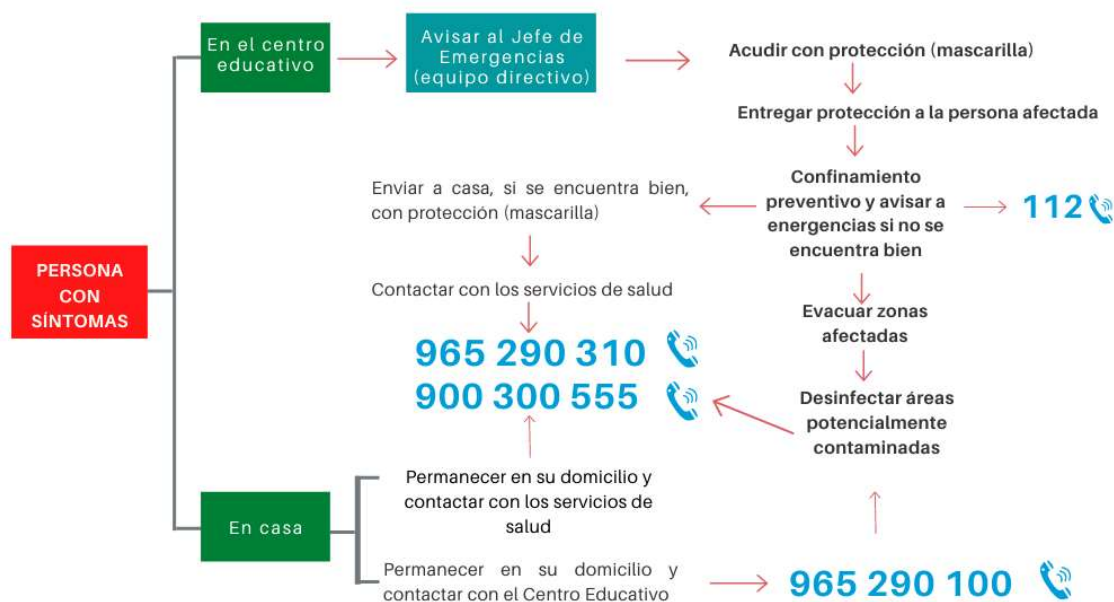 PERSONA
CON
SÍNTOMAS
En el centro
educativo
Avisar al Jefe de
Emergencias
(equipo directivo)
Acudir con protección (mascarilla)
Entregar protección a la persona afectada
Confinamiento
preventivo y avisar a
energencias si no se
encuentra bien
112
Enviar a casa, si se encuentra bien,
con protección (mascarilla)
Contactar con los servicios de salud
965 290 310
900 300 555
Evacuar zonas
afectadas
Desinfectar áreas
potencialmente
contaminadas
En casa
Permanecer en su domicilio y
contactar con los servicios de
salud
Permanecer en su domicilio y
contactar con el Centro Educativo
965 290 100